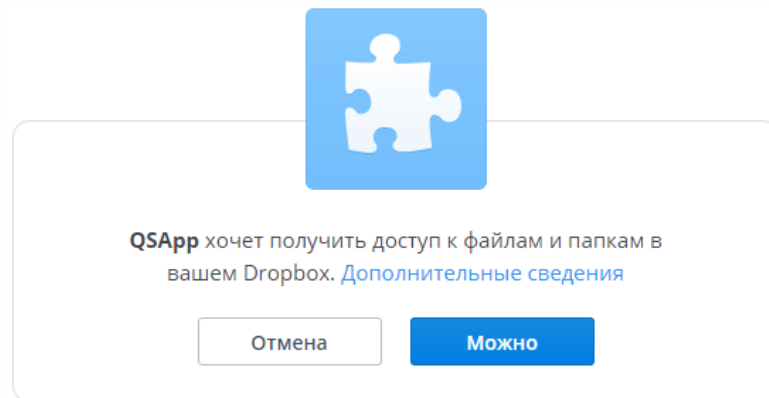 QSApp хочет получить доступ к файлам и папкам в
вашем Dropbox. Дополнительные сведения
Отмена Можно